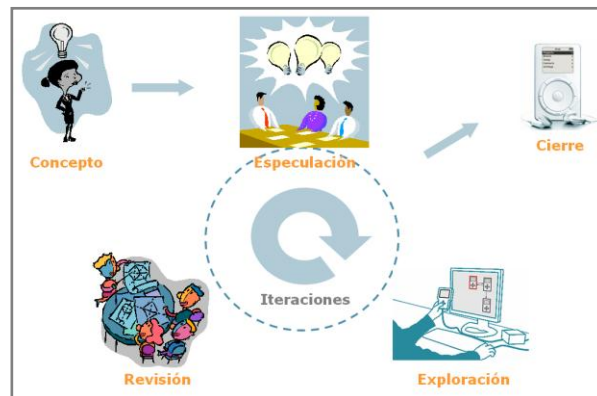 Concepto
Especulación
Cierre
Iteraciones
Revisión
Exploración